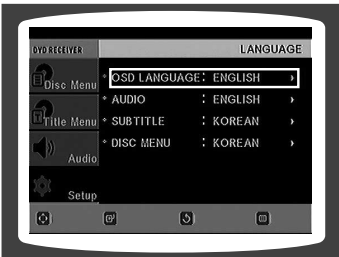 DVD RECEIVER LANGUAGE
Disc Menu
OSD LANGUAGE : ENGLISH
AUDIO : ENGLISH
Title Menu
SUBTITLE : KOREAN
DISC MENU : KOREAN
Audio
Setup